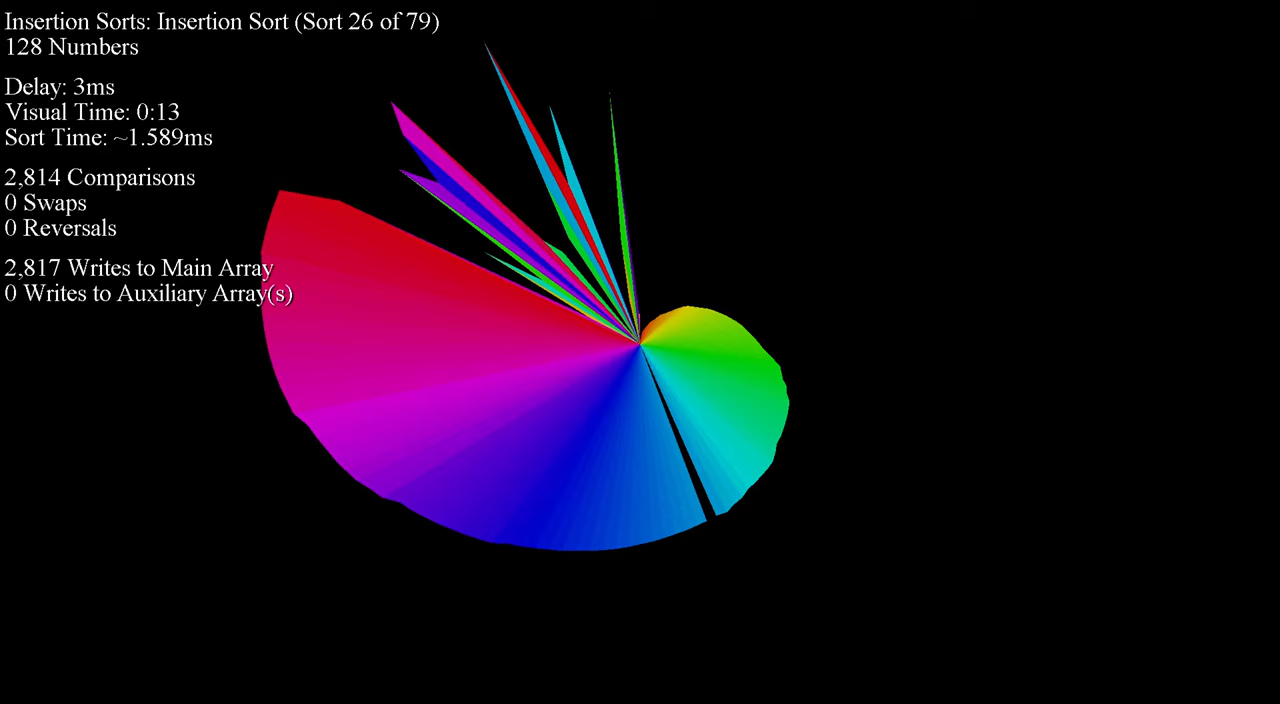 Insertion Sorts: Insertion Sort (Sort 26 of 79)
128 Numbers
Delay: 3ms
Visual Time: 0:13
Sort Time: ~1.589ms
2,814 Comparisons
0 Swaps
0 Reversals
2,817 Writes to Main Array
0 Writes to Auxiliary Array(s)